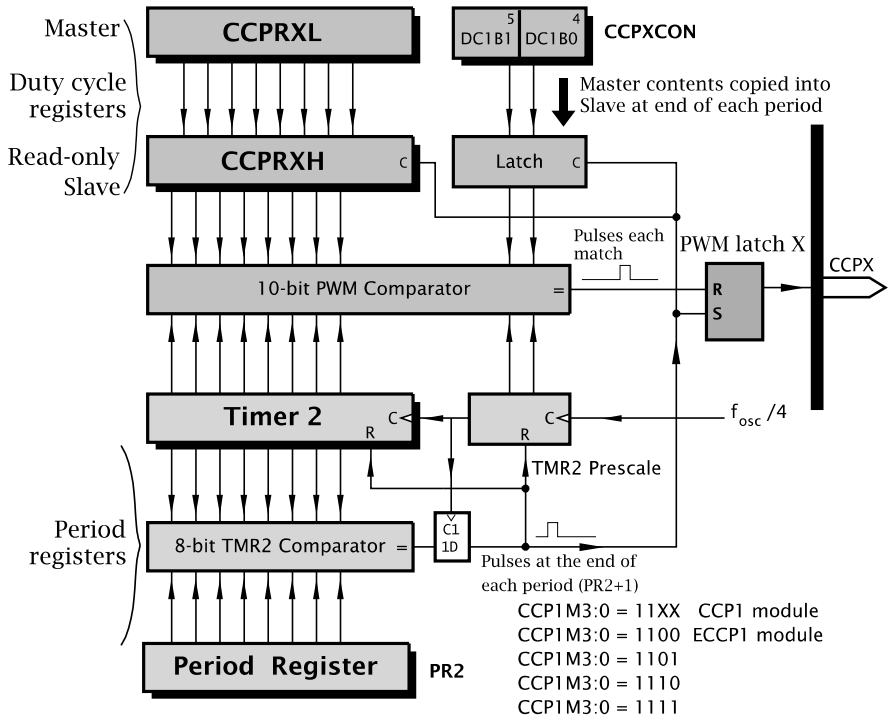 Master
CCPRXL
5
4
DC1B1
DC1B0
CCPXCON
Duty cycle
registers
Master contents copied into
Slave at end of each period
Read-only
Slave
CCPRXH
C
Latch
C
Pulses each
match
PWM latch X
CCPX
10-bit PWM Comparator
=
R
S
Timer 2
C
R
C
R
fosc /4
TMR2 Prescale
Period
registers
8-bit TMR2 Comparator
=
C1
1D
Pulses at the end of
each period (PR2+1)
Period Register
PR2
CCP1M3:0 = 11XX CCP1 module
CCP1M3:0 = 1100 ECCP1 module
CCP1M3:0 = 1101
CCP1M3:0 = 1110
CCP1M3:0 = 1111